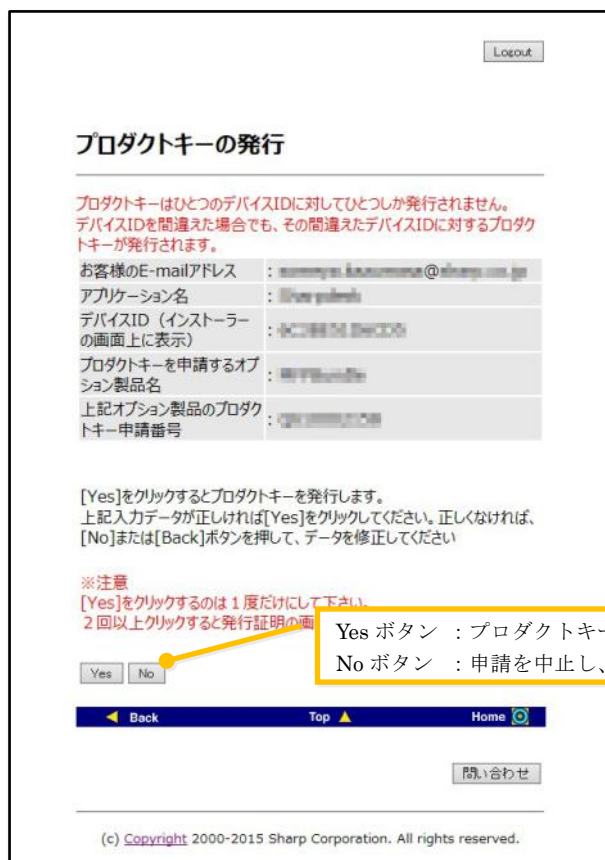 Logout
プロダクトキーの発行
プロダクトキーはひとつのデバイスIDに対してひとつしか発行されません。
デバイスIDを間違えた場合でも、その間違えたデバイスIDに対するプロダク
トキーが発行されます。
お客様のE-mailアドレス :
アプリケーション名 :
デバイスID（インストーラー
の画面上に表示） :
プロダクトキーを申請するオプ
ション製品名 :
上記オプション製品のプロダク
トキー申請番号 :
[Yes]をクリックするとプロダクトキーを発行します。
上記入力データが正しければ[Yes]をクリックしてください。正しくなければ、
[No]または[Back]ボタンを押して、データを修正してください
※注意
[Yes]をクリックするのは１度だけにして下さい。
２回以上クリックすると発行証明の画
Yes ボタン ：プロダクトキー
No ボタン ：申請を中止し、
Yes No
Back Top Home
問い合わせ
(c) Copyright 2000-2015 Sharp Corporation. All rights reserved.